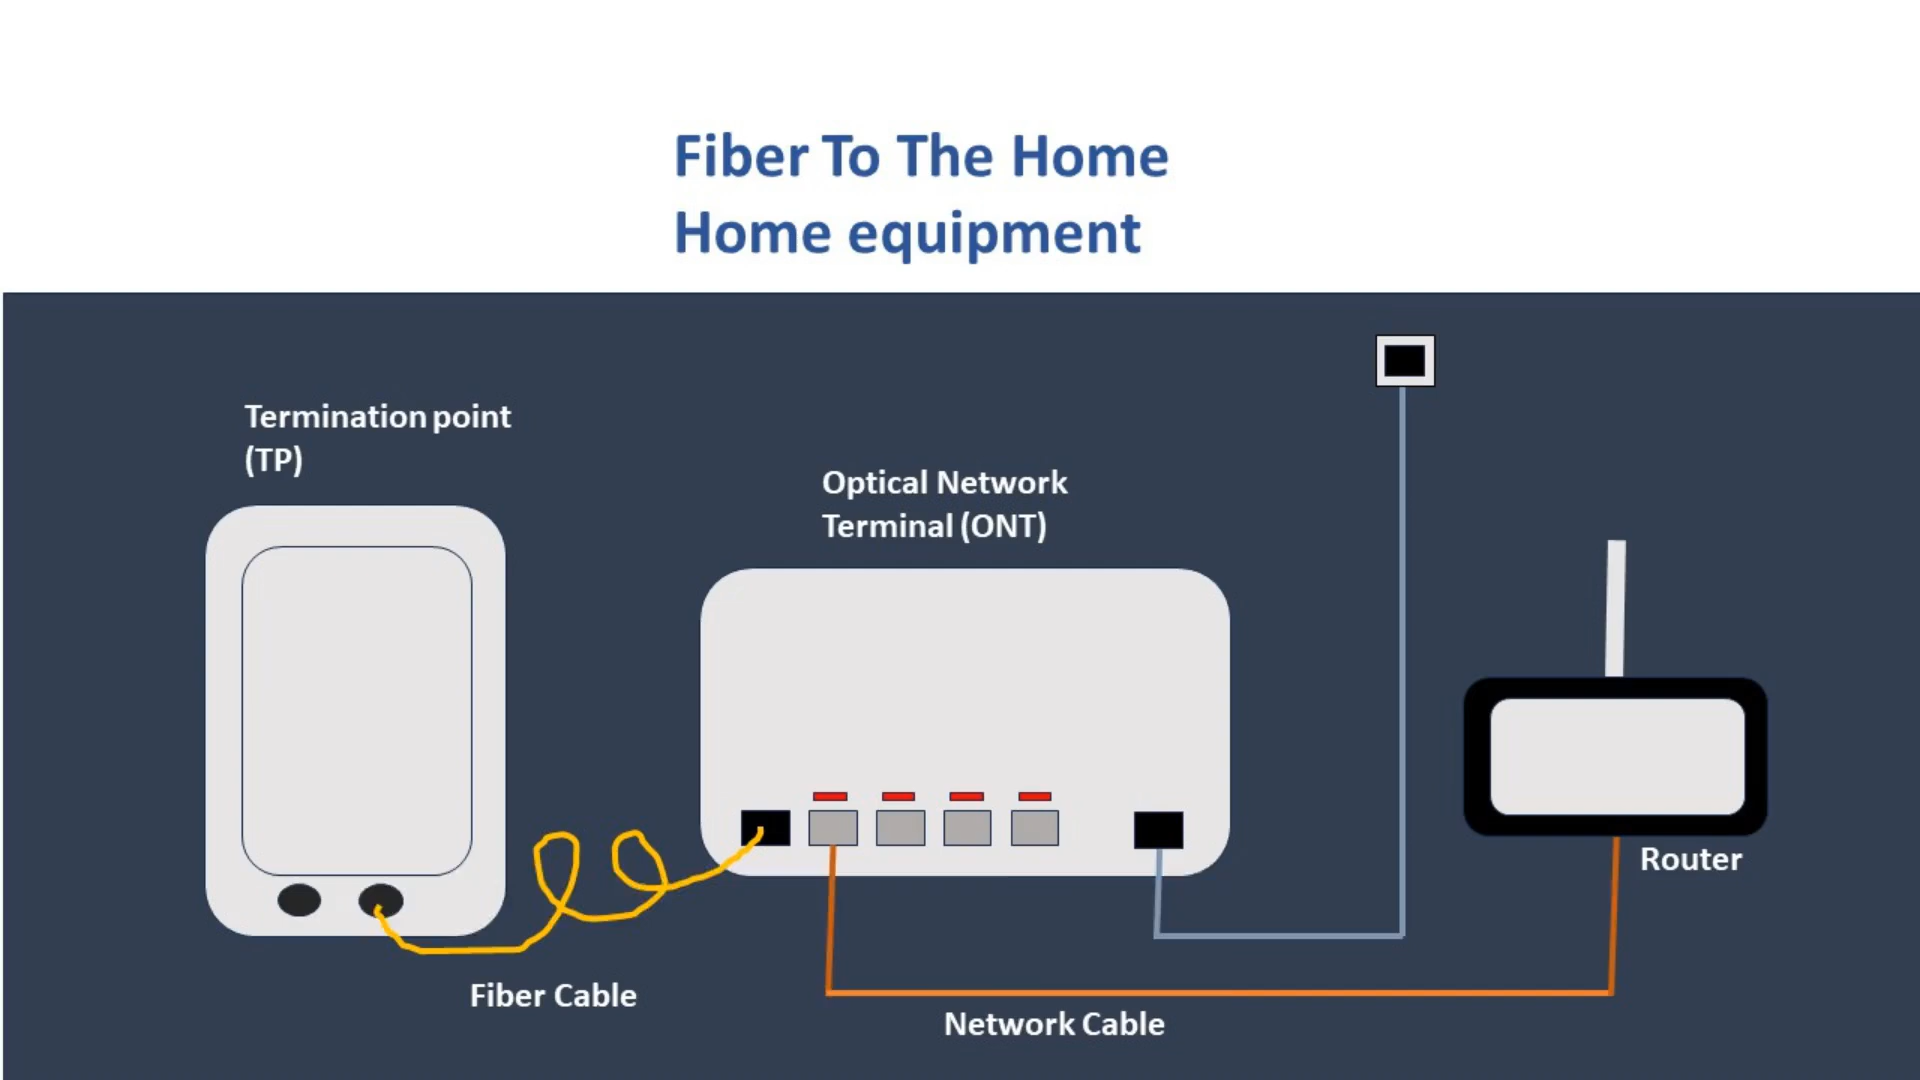 Fiber To The Home
Home equipment
Termination point
(TP)
Optical Network
Terminal (ONT)
Router
Fiber Cable
Network Cable